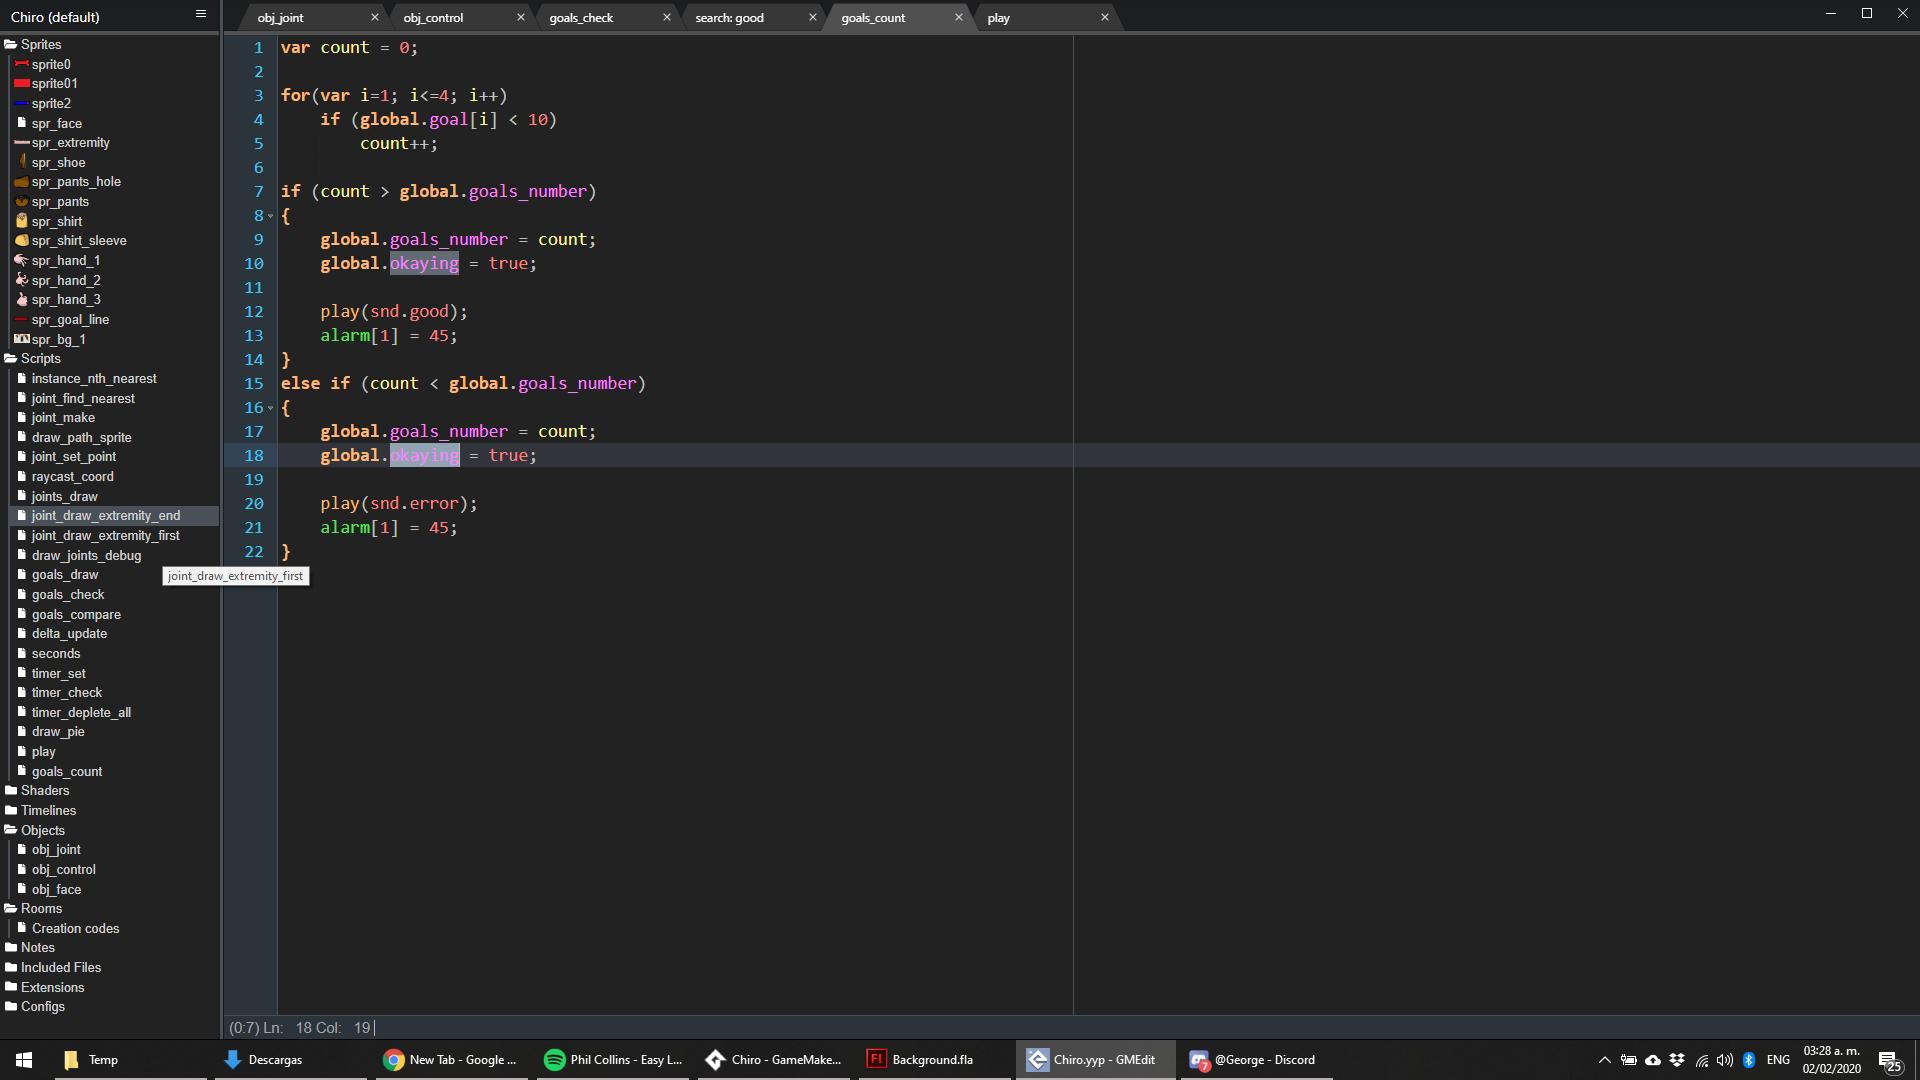 Chiro (default)
obj_joint
obj_control
goals_check
search: good
goals_count
play
Sprites
sprite0
sprite01
sprite2
spr_face
spr_extremity
spr_shoe
spr_pants_hole
spr_pants
spr_shirt
spr_shirt_sleeve
spr_hand_1
spr_hand_2
spr_hand_3
spr_goal_line
spr_bg_1
Scripts
instance_nth_nearest
joint_find_nearest
joint_make
draw_path_sprite
joint_set_point
raycast_coord
joints_draw
joint_draw_extremity_end
joint_draw_extremity_first
draw_joints_debug
goals_draw
joint_draw_extremity_first
goals_check
goals_compare
delta_update
seconds
timer_set
timer_check
timer_deplete_all
draw_pie
play
goals_count
Shaders
Timelines
Objects
obj_joint
obj_control
obj_face
Rooms
Creation codes
Notes
Included Files
Extensions
Configs
1 var count = 0;
2
3 for(var i=1; i<=4; i++)
4     if (global.goal[i] < 10)
5         count++;
6
7 if (count > global.goals_number)
8 {
9     global.goals_number = count;
10     global.okaying = true;
11
12     play(snd.good);
13     alarm[1] = 45;
14 }
15 else if (count < global.goals_number)
16 {
17     global.goals_number = count;
18     global.okaying = true;
19
20     play(snd.error);
21     alarm[1] = 45;
22 }
(0:7) Ln: 18 Col: 19
Temp
Descargas
New Tab - Google ...
Phil Collins - Easy L...
Chiro - GameMake...
Fl
Background.fla
Chiro.yyp - GMEdit
7
@George - Discord
ENG
03:28 a. m.
02/02/2020
25